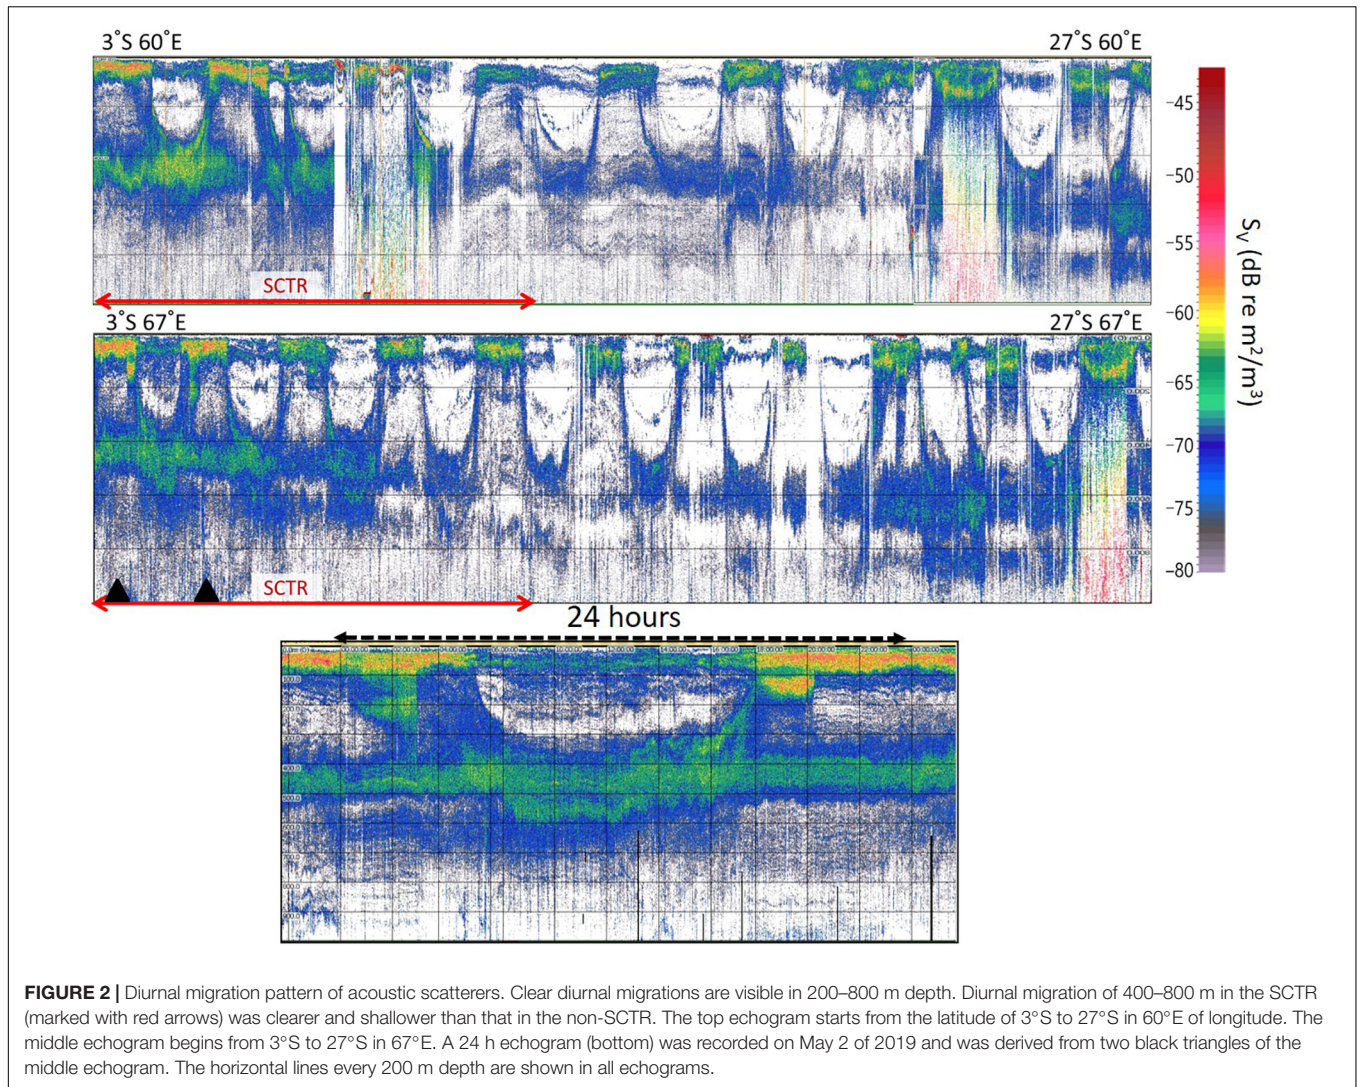 3°S 60°E
27°S 60°E
SCTR
3°S 67°E
27°S 67°E
SCTR
24 hours
-45
-50
-55
-60
-65
-70
-75
-80
Sv (dB re m²/m³)
FIGURE 2 | Diurnal migration pattern of acoustic scatterers. Clear diurnal migrations are visible in 200–800 m depth. Diurnal migration of 400–800 m in the SCTR
(marked with red arrows) was clearer and shallower than that in the non-SCTR. The top echogram starts from the latitude of 3°S to 27°S in 60°E of longitude. The
middle echogram begins from 3°S to 27°S in 67°E. A 24 h echogram (bottom) was recorded on May 2 of 2019 and was derived from two black triangles of the
middle echogram. The horizontal lines every 200 m depth are shown in all echograms.